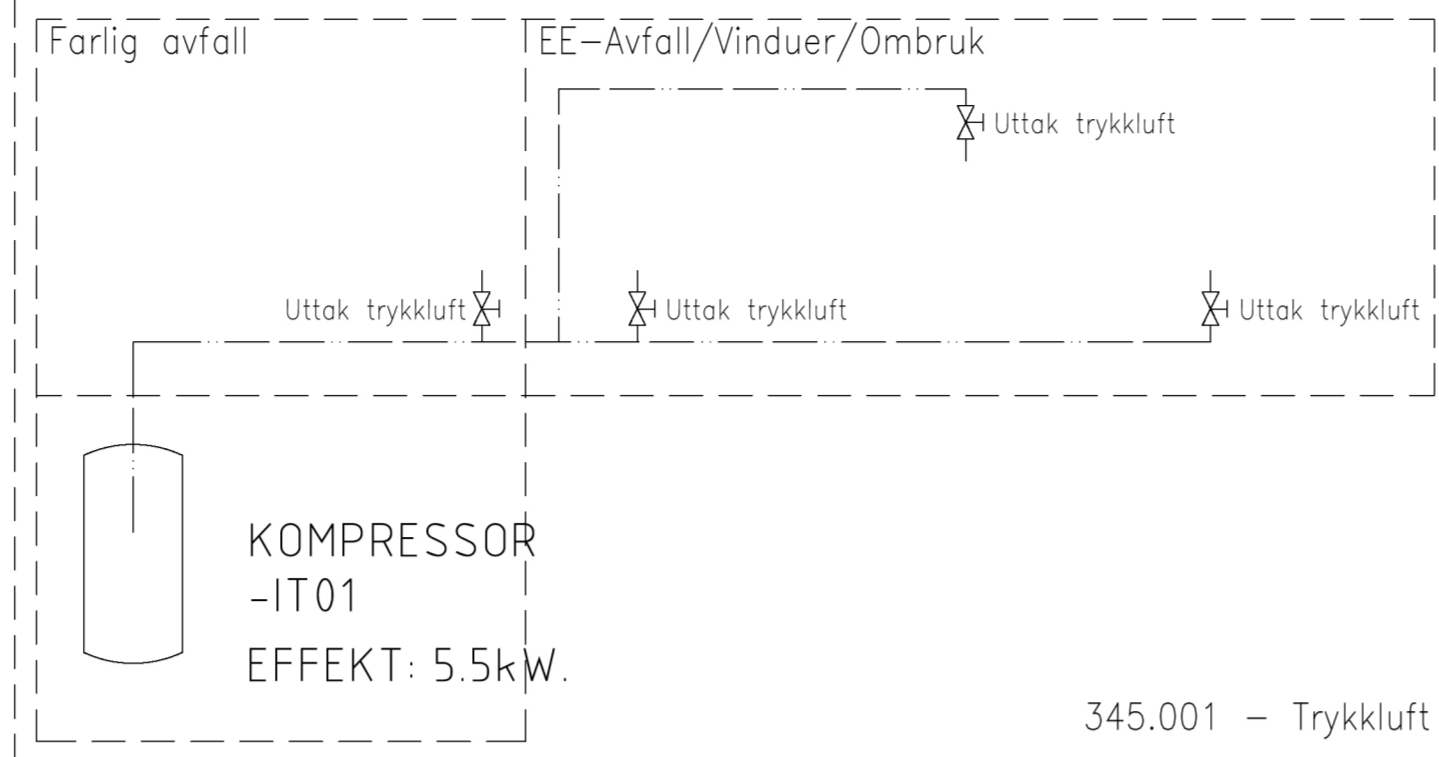 Farlig avfall
EE-Avfall/Vinduer/Ombruk
Uttak trykkluft
Uttak trykkluft
Uttak trykkluft
Uttak trykkluft
KOMPRESSOR
-IT01
EFFEKT: 5.5kW.
345.001 - Trykkluft